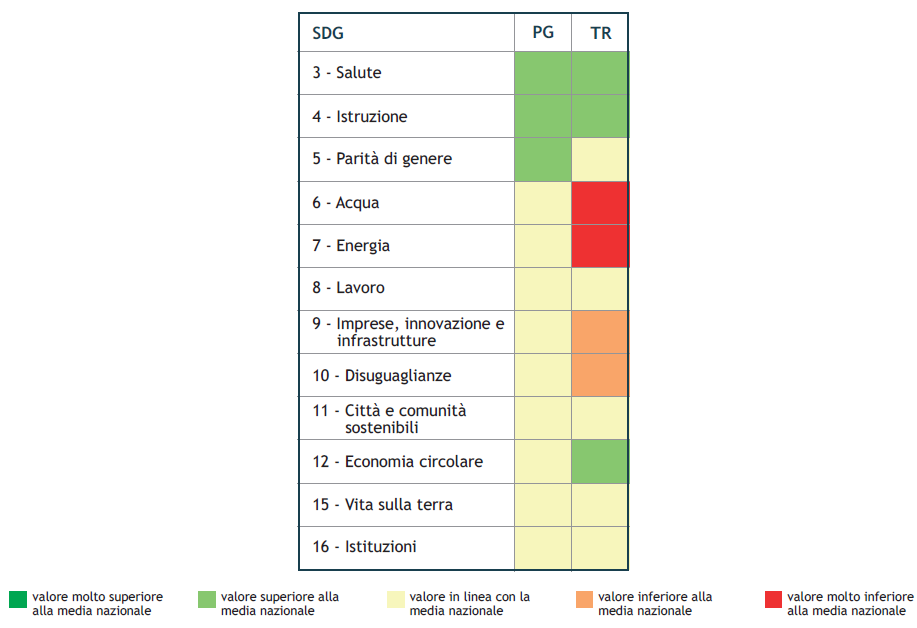 SDG PG TR
3 - Salute
4 - Istruzione
5 - Parità di genere
6 - Acqua
7 - Energia
8 - Lavoro
9 - Imprese, innovazione e
infrastrutture
10 - Disuguaglianze
11 - Città e comunità
sostenibili
12 - Economia circolare
15 - Vita sulla terra
16 - Istituzioni
valore molto superiore
alla media nazionale
valore superiore alla
media nazionale
valore in linea con la
media nazionale
valore inferiore alla
media nazionale
valore molto inferiore
alla media nazionale